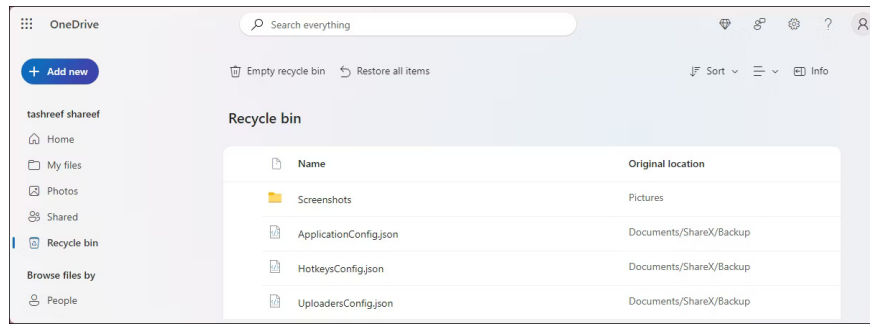 OneDrive
Search everything
?
+ Add new
Empty recycle bin
Restore all items
Sort
Info
tashreef shareef
Home
My files
Photos
Shared
Recycle bin
Browse files by
People
Recycle bin
Name Original location
Screenshots Pictures
ApplicationConfig.json Documents/ShareX/Backup
HotkeysConfig.json Documents/ShareX/Backup
UploadersConfig.json Documents/ShareX/Backup